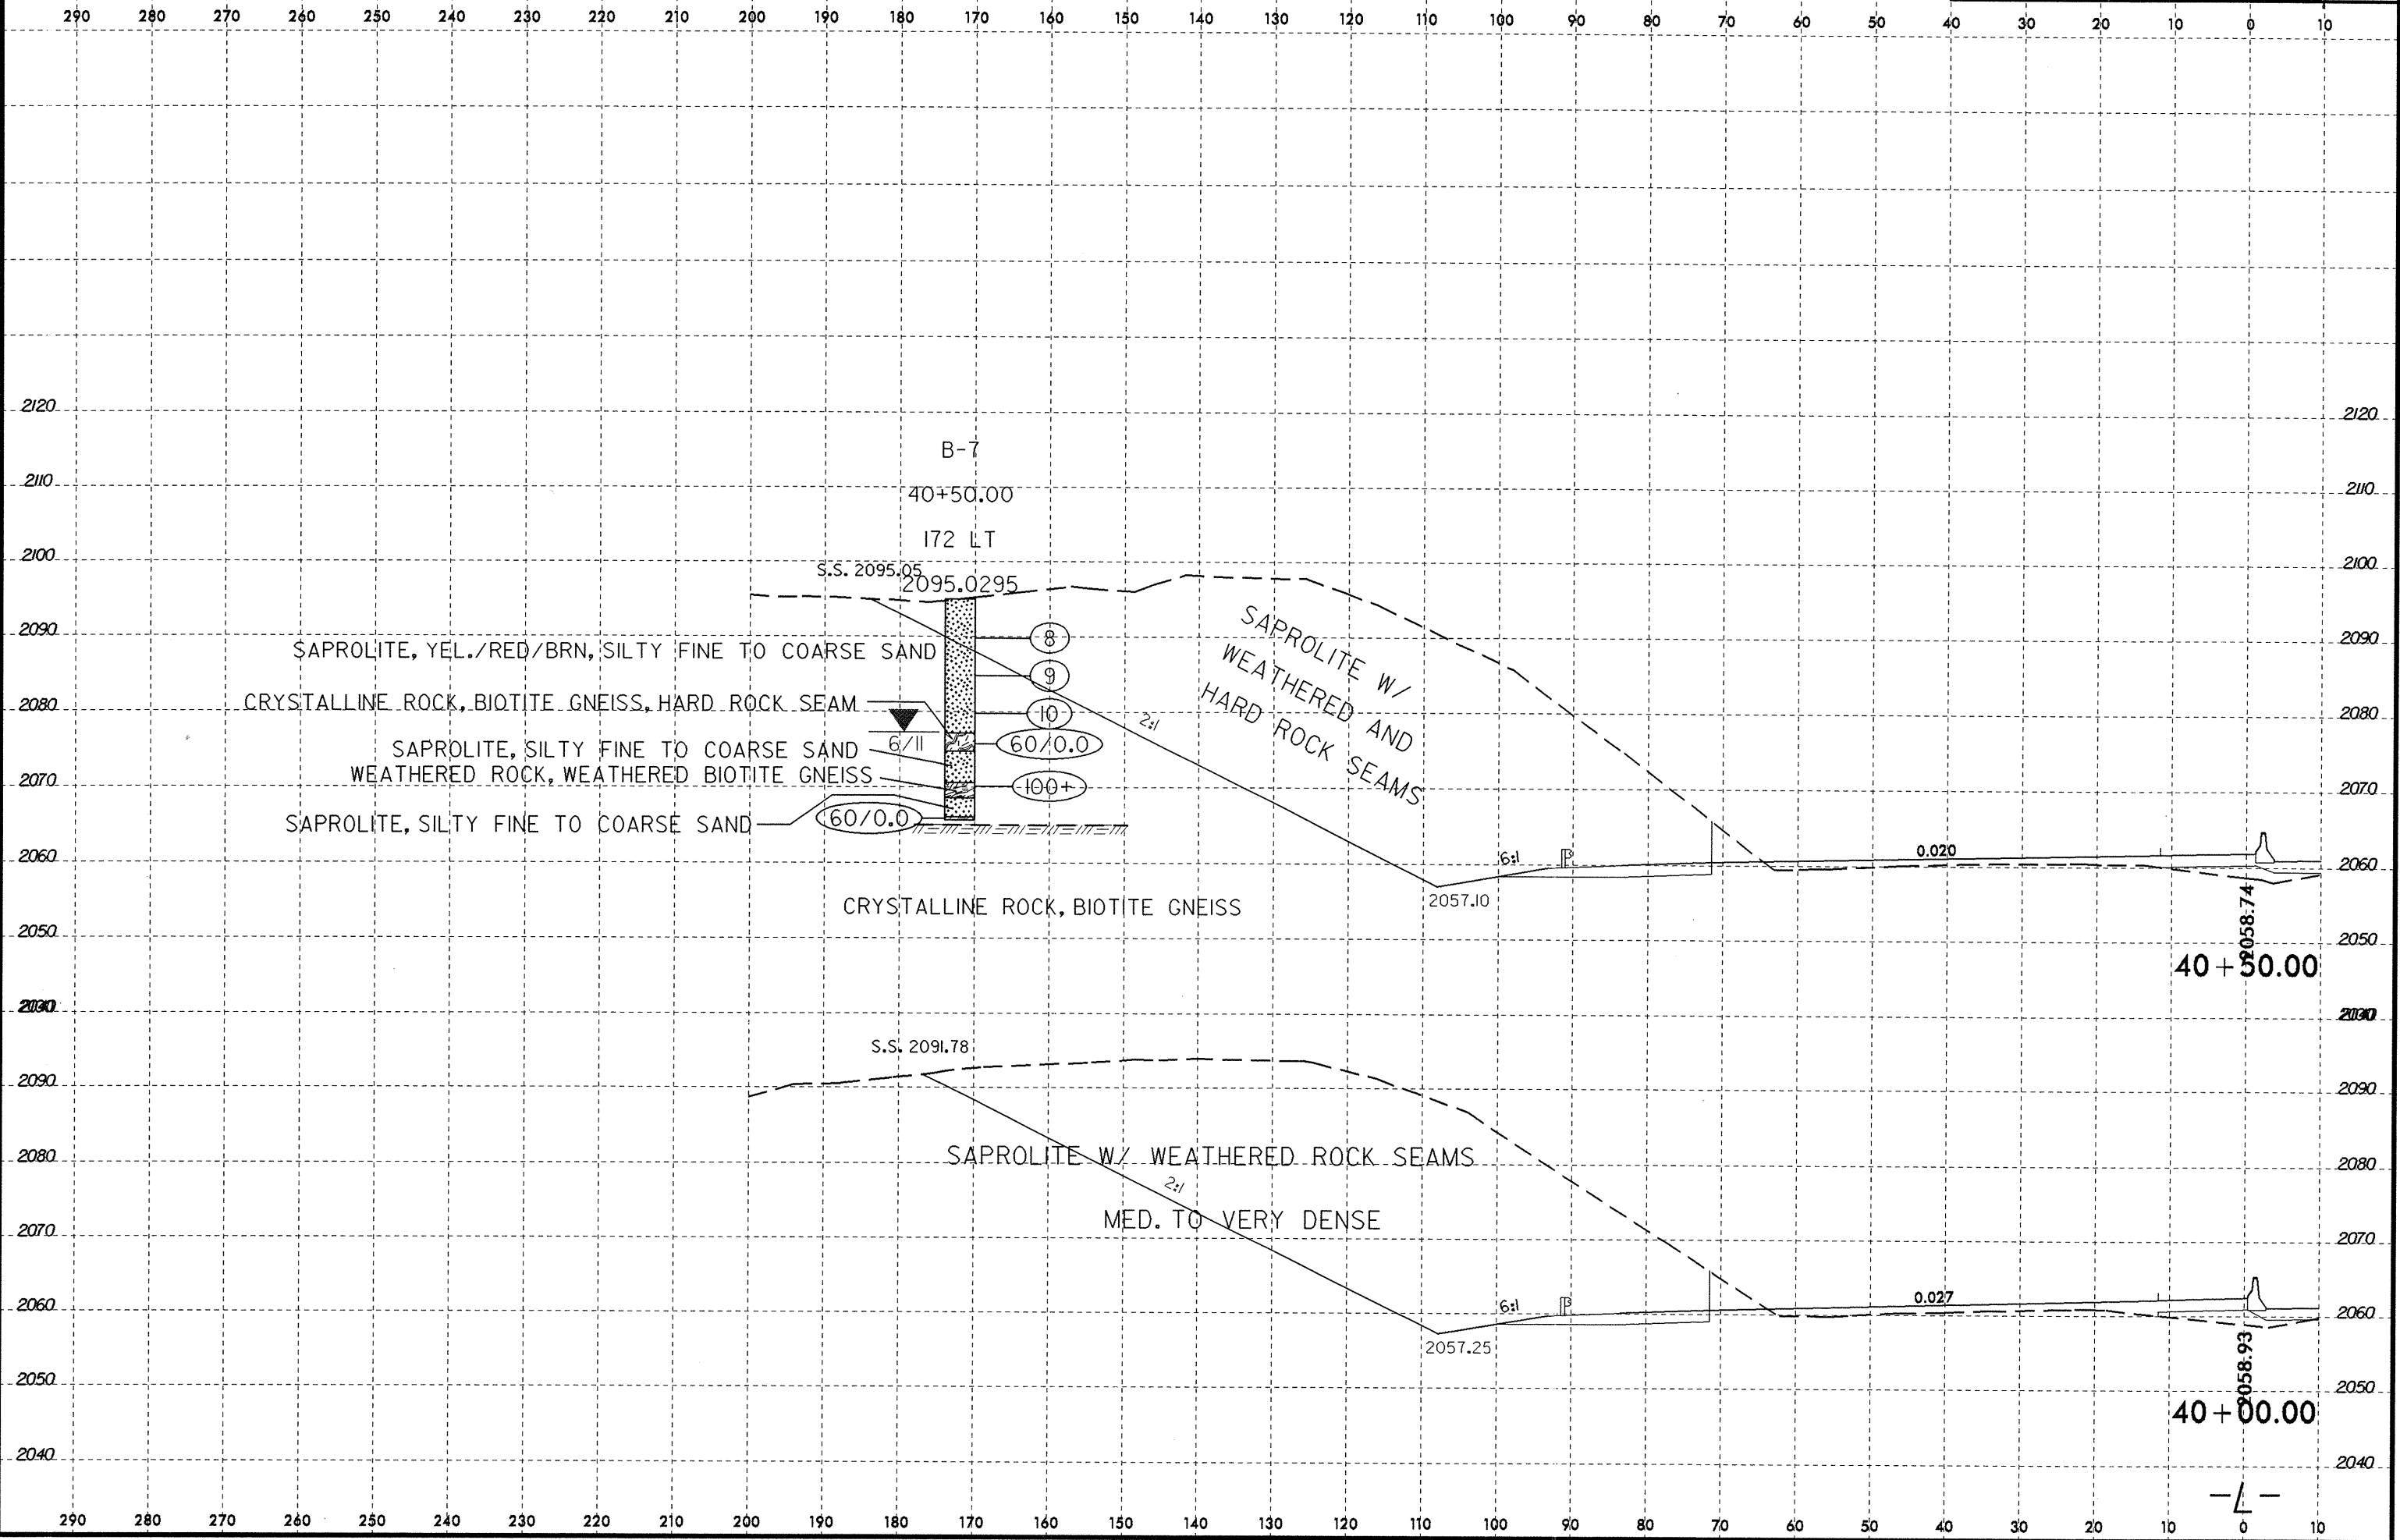 290 280 270 260 250 240 230 220 210 200 190 180 170 160 150 140 130 120 110 100 90 80 70 60 50 40 30 20 10 0 10
2120 2120
B-7
2110 40+50.00 2110
172 LT
2100 2100
S.S. 2095.05
2095.0295
SAPROLITE W/
WEATHERED AND
HARD ROCK SEAMS
2090 8 2090
SAPROLITE, YEL./RED/BRN, SILTY FINE TO COARSE SAND
9
CRYSTALLINE ROCK, BIOTITE GNEISS, HARD ROCK SEAM
2080 10 2:1 2080
6/11 60/0.0
SAPROLITE, SILTY FINE TO COARSE SAND
WEATHERED ROCK, WEATHERED BIOTITE GNEISS
2070 100+ 2070
60/0.0
SAPROLITE, SILTY FINE TO COARSE SAND
2060 6:1 0.020 2060
2057.10
CRYSTALLINE ROCK, BIOTITE GNEISS
2058.74
2050 2050
40+50.00
S.S. 2091.78
2090 2090
2080 SAPROLITE W/ WEATHERED ROCK SEAMS 2080
2:1
MED. TO VERY DENSE
2070 2070
2060 6:1 0.027 2060
2057.25
2058.93
2050 2050
40+00.00
2040 2040
-L-
290 280 270 260 250 240 230 220 210 200 190 180 170 160 150 140 130 120 110 100 90 80 70 60 50 40 30 20 10 0 10